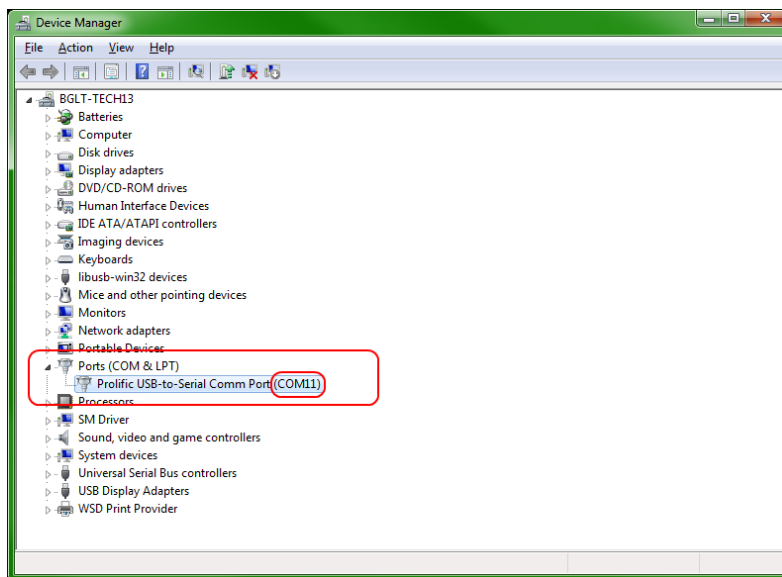 Device Manager
File Action View Help
BGLT-TECH13
Batteries
Computer
Disk drives
Display adapters
DVD/CD-ROM drives
Human Interface Devices
IDE ATA/ATAPI controllers
Imaging devices
Keyboards
libusb-win32 devices
Mice and other pointing devices
Monitors
Network adapters
Portable Devices
Ports (COM & LPT)
Prolific USB-to-Serial Comm Port (COM11)
Processors
SM Driver
Sound, video and game controllers
System devices
Universal Serial Bus controllers
USB Display Adapters
WSD Print Provider